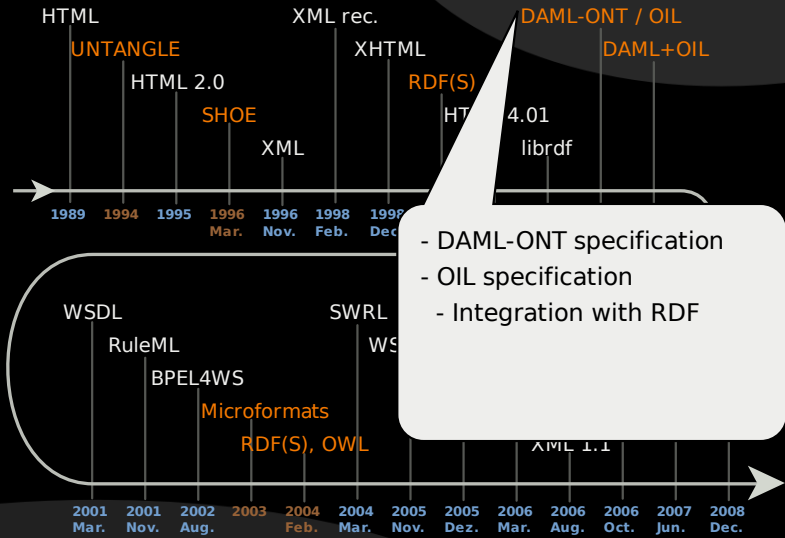 HTML
XML rec.
DAML-ONT / OIL
UNTANGLE
XHTML
DAML+OIL
HTML 2.0
RDF(S)
SHOE
4.01
XML
librdf
1989 1994 1995 1996 Mar. 1996 Nov. 1998 Feb. 1998
- DAML-ONT specification
- OIL specification
- Integration with RDF
WSDL
SWRL
RuleML
BPEL4WS
Microformats
RDF(S), OWL
XML 1.1
2001 2001 2002 2003 2004 2004 2005 2005 2006 2006 2006 2007 2008
Mar. Nov. Aug. Feb. Mar. Nov. Dez. Mar. Aug. Oct. Jun. Dec.